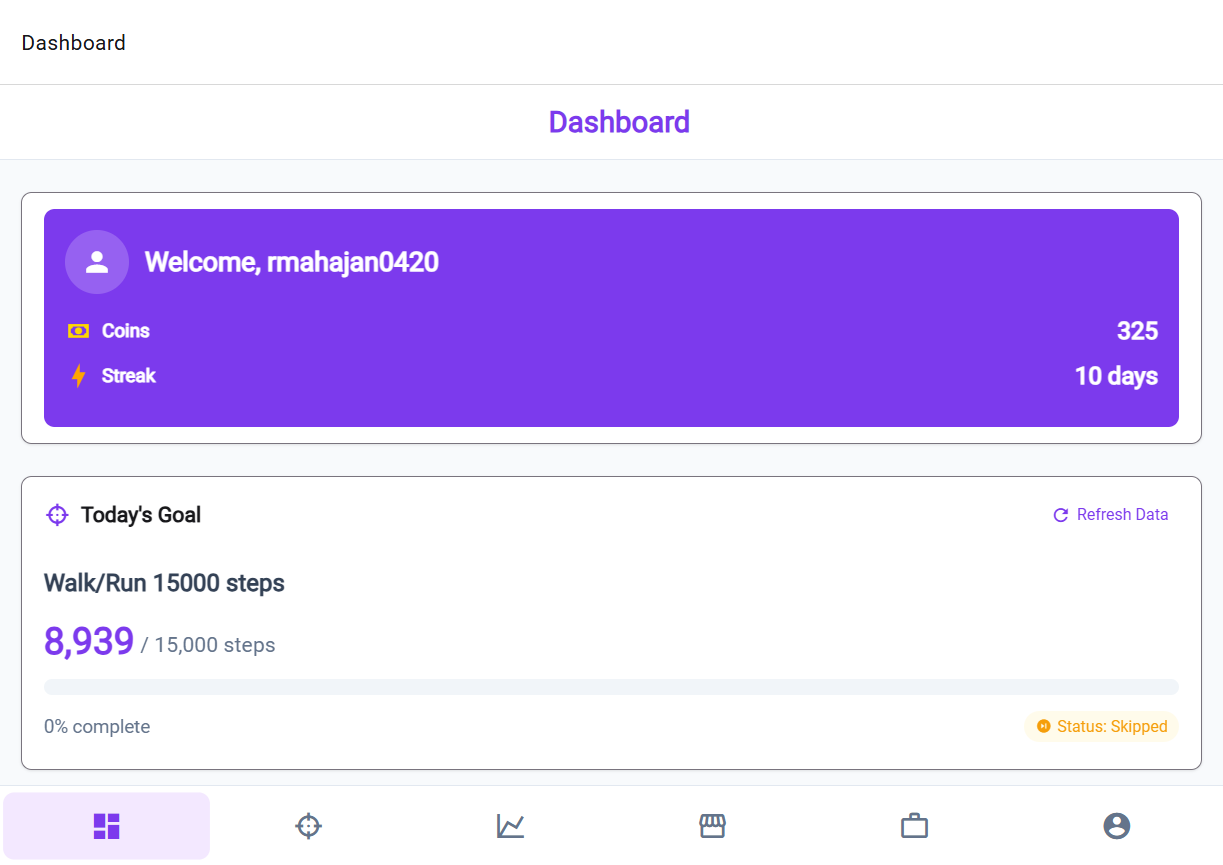 Dashboard
Dashboard
Welcome, rmahajan0420
Coins 325
Streak 10 days
Today's Goal Refresh Data
Walk/Run 15000 steps
8,939 / 15,000 steps
0% complete Status: Skipped